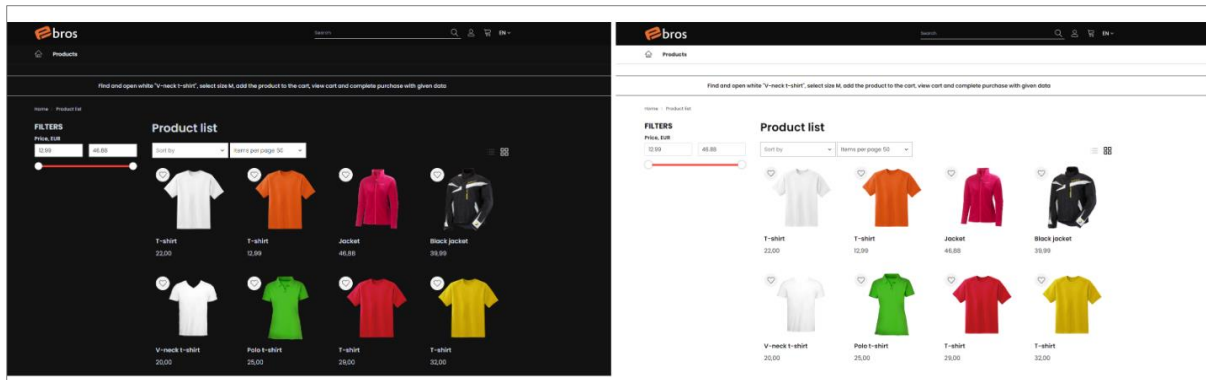 bros
Search
EN
Products
Find and open white "V-neck t-shirt", select size M, add the product to the cart, view cart and complete purchase with given data
Home Product list
FILTERS
Price, EUR
12,99 46,88
Product list
Sort by Items per page 50
T-shirt T-shirt Jacket Black jacket
22,00 12,99 46,88 39,99
V-neck t-shirt Polo t-shirt T-shirt T-shirt
20,00 25,00 29,00 32,00
bros
Search
EN
Products
Find and open white "V-neck t-shirt", select size M, add the product to the cart, view cart and complete purchase with given data
Home Product list
FILTERS
Price, EUR
12,99 46,88
Product list
Sort by Items per page 50
T-shirt T-shirt Jacket Black jacket
22,00 12,99 46,88 39,99
V-neck t-shirt Polo t-shirt T-shirt T-shirt
20,00 25,00 29,00 32,00